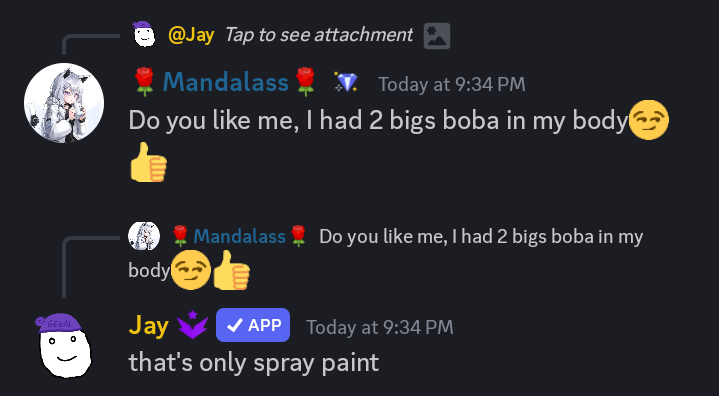 @Jay Tap to see attachment
🌹Mandalass🌹 Today at 9:34 PM
Do you like me, I had 2 bigs boba in my body😏
👍
🌹Mandalass🌹 Do you like me, I had 2 bigs boba in my
body😏👍
Jay ✓ APP Today at 9:34 PM
that's only spray paint